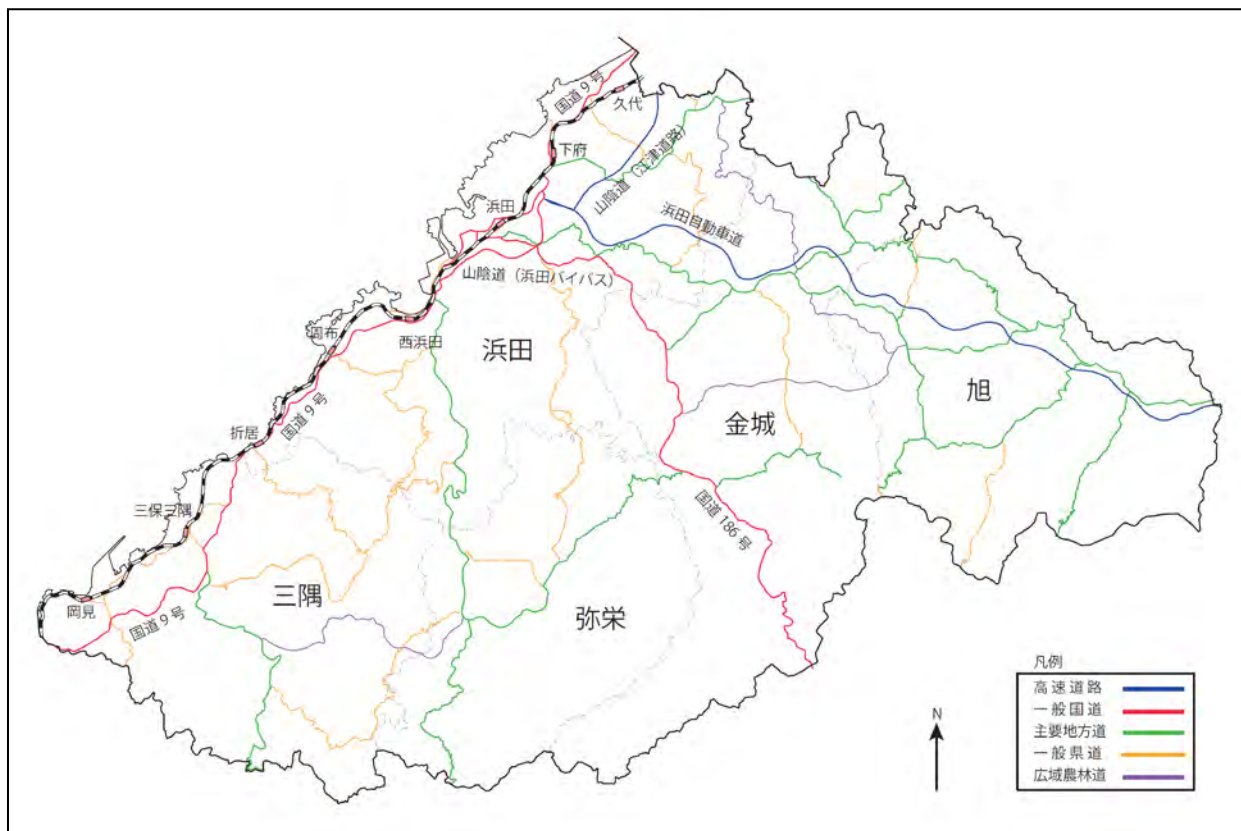 国道9号
久代
下府
山陰道（江津道路）
浜田
浜田自動車道
山陰道（浜田バイパス）
周布
西浜田
浜田
旭
国道9号
金城
折居
三保三隅
国道186号
岡見
三隅
弥栄
国道9号
凡例
高速道路
一般国道
主要地方道
一般県道
広域農林道
N